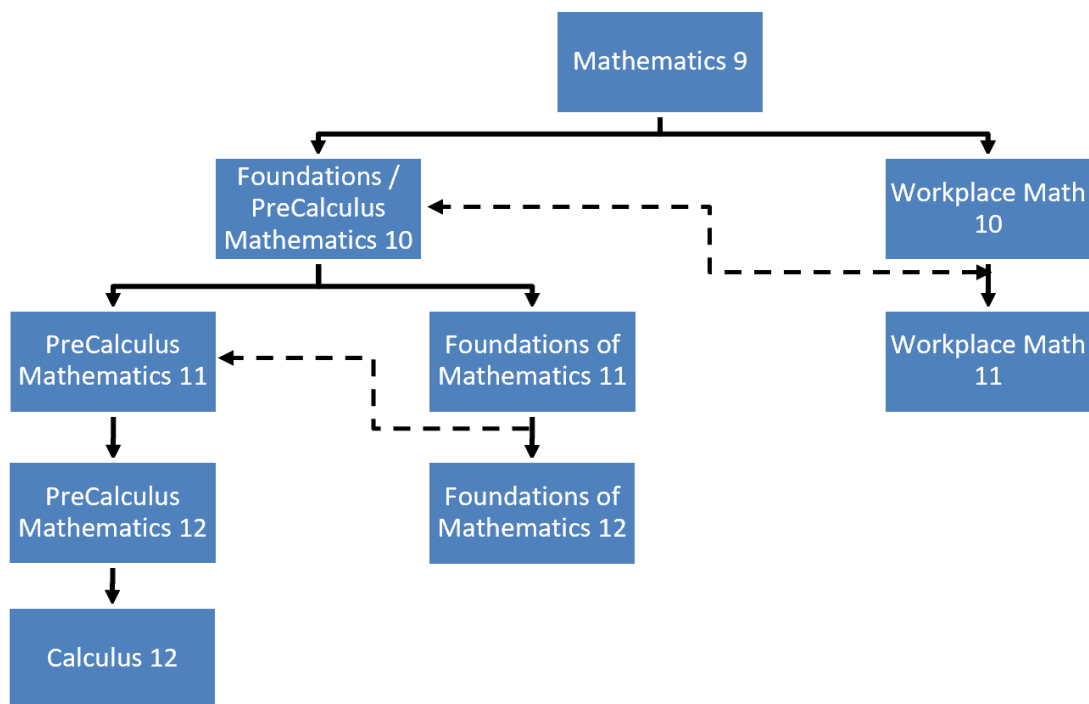 Mathematics 9
Foundations /
PreCalculus
Mathematics 10
Workplace Math
10
PreCalculus
Mathematics 11
Foundations of
Mathematics 11
Workplace Math
11
PreCalculus
Mathematics 12
Foundations of
Mathematics 12
Calculus 12